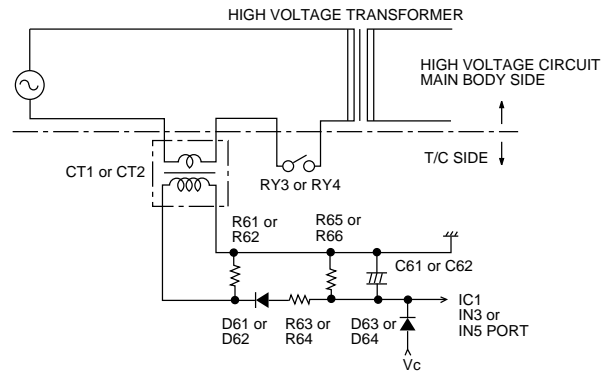 HIGH VOLTAGE TRANSFORMER
HIGH VOLTAGE CIRCUIT
MAIN BODY SIDE
T/C SIDE
CT1 or CT2
RY3 or RY4
R61 or
R62
R65 or
R66
C61 or C62
D61 or
D62
R63 or
R64
D63 or
D64
IC1
IN3 or
IN5 PORT
Vc